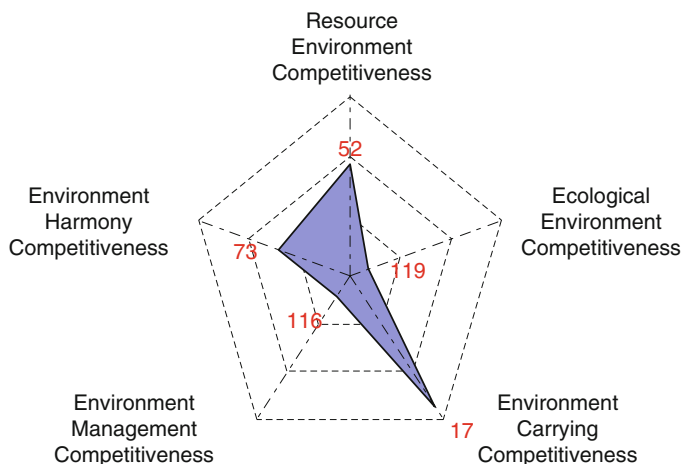 Resource
Environment
Competitiveness
52
Environment
Harmony
Competitiveness
73
Ecological
Environment
Competitiveness
119
116
Environment
Management
Competitiveness
17
Environment
Carrying
Competitiveness